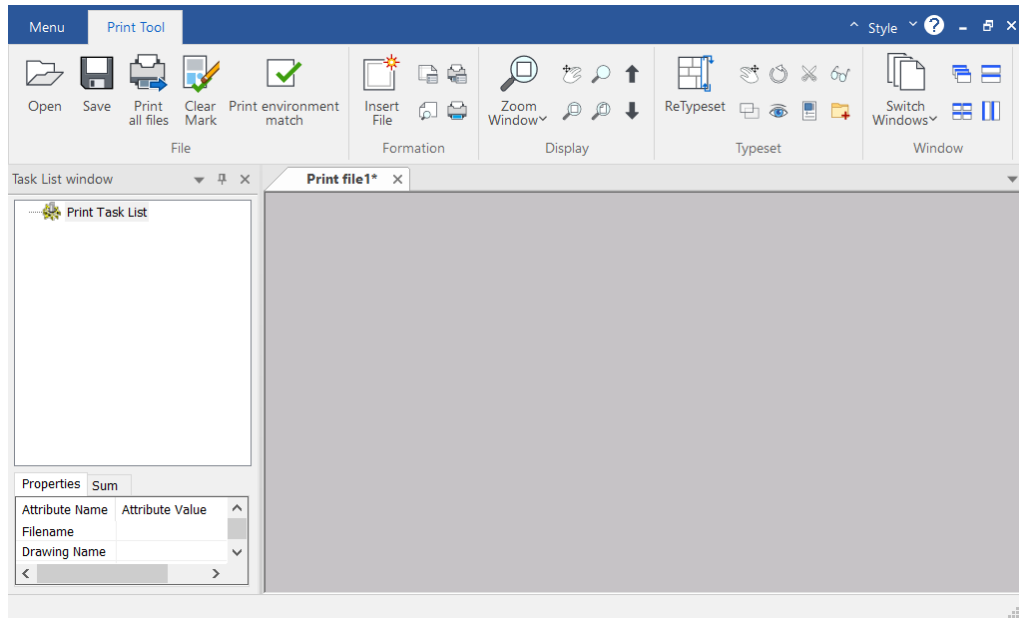 Menu Print Tool Style
Open Save Print all files Clear Mark Print environment match Insert File Zoom Window ReTypeset Switch Windows
File Formation Display Typeset Window
Task List window Print file1*
Print Task List
Properties Sum
Attribute Name Attribute Value
Filename
Drawing Name